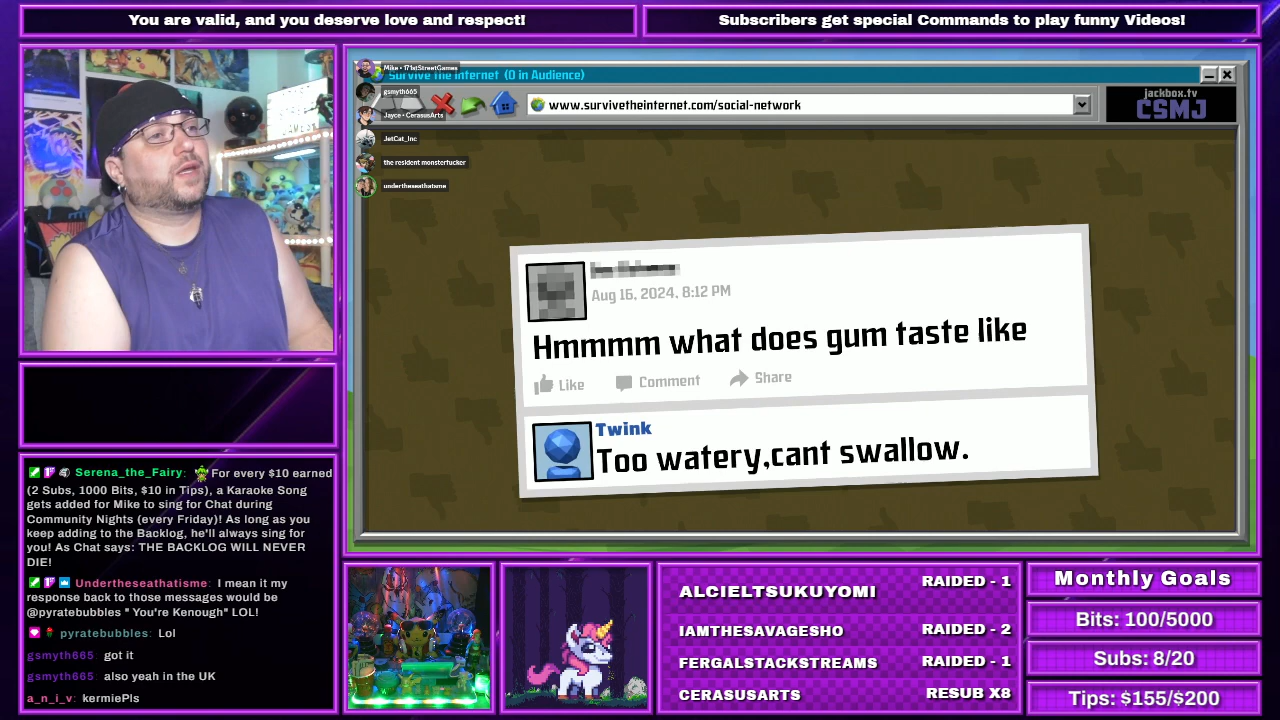 You are valid, and you deserve love and respect!
Subscribers get special Commands to play funny Videos!
Mike • 171stStreetGames
Survive the Internet (0 in Audience)
gsmyth665
www.survivetheinternet.com/social-network
jackbox.tv
CSMJ
Jayce • CerasusArts
JetCat_Inc
the resident monsterfucker
undertheseathatsme
Aug 16, 2024, 8:12 PM
Hmmmm what does gum taste like
Like
Comment
Share
Twink
Too watery,cant swallow.
Serena_the_Fairy: For every $10 earned
(2 Subs, 1000 Bits, $10 in Tips), a Karaoke Song
gets added for Mike to sing for Chat during
Community Nights (every Friday)! As long as you
keep adding to the Backlog, he'll always sing for
you! As Chat says: THE BACKLOG WILL NEVER
DIE!
Undertheseathatisme: I mean it my
response back to those messages would be
@pyratebubbles " You're Kenough" LOL!
pyratebubbles: Lol
gsmyth665: got it
gsmyth665: also yeah in the UK
a_n_i_v: kermiePls
ALCIELTSUKUYOMI RAIDED - 1
IAMTHESAVAGESHO RAIDED - 2
FERGALSTACKSTREAMS RAIDED - 1
CERASUSARTS RESUB X8
Monthly Goals
Bits: 100/5000
Subs: 8/20
Tips: $155/$200